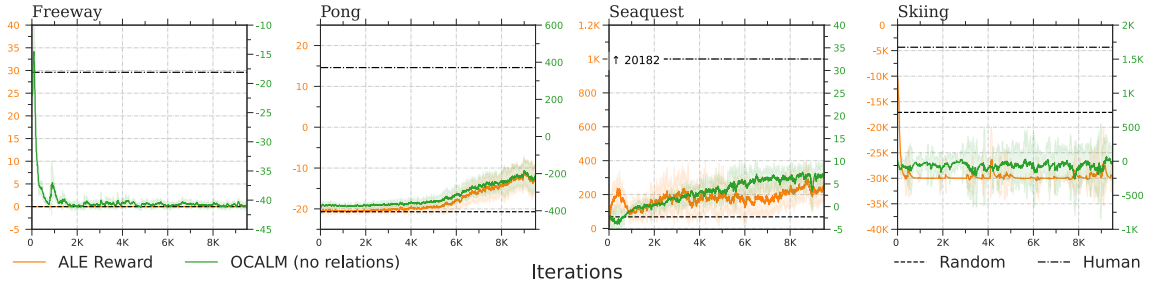 Freeway
Pong
Seaquest
Skiing
40
35
30
25
20
15
10
5
0
-5
-10
-15
-20
-25
-30
-35
-40
-45
0
2K
4K
6K
8K
20
10
0
-10
-20
600
400
200
0
-200
-400
0
2K
4K
6K
8K
1.2K
1K
800
600
400
200
0
↑ 20182
40
35
30
25
20
15
10
5
0
-5
0
2K
4K
6K
8K
0
-5K
-10K
-15K
-20K
-25K
-30K
-35K
-40K
2K
1.5K
1K
500
0
-500
-1K
0
2K
4K
6K
8K
ALE Reward
OCALM (no relations)
Iterations
Random
Human